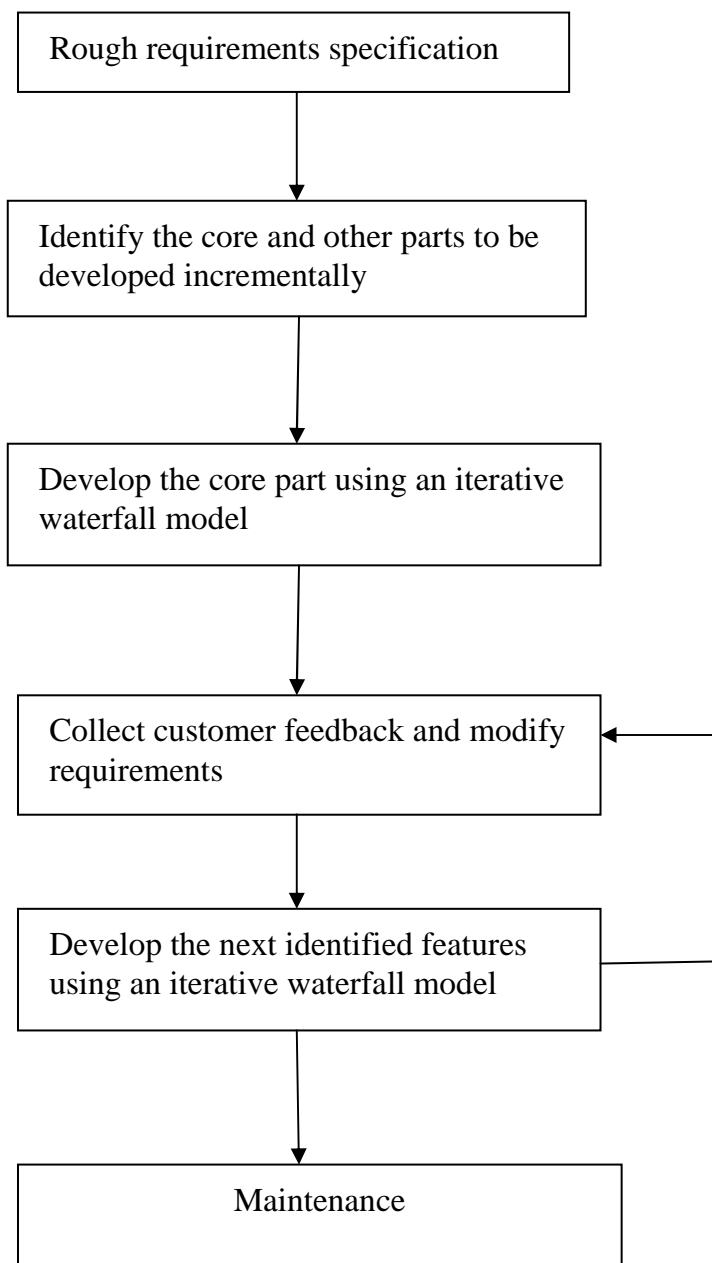 Rough requirements specification
Identify the core and other parts to be
developed incrementally
Develop the core part using an iterative
waterfall model
Collect customer feedback and modify
requirements
Develop the next identified features
using an iterative waterfall model
Maintenance